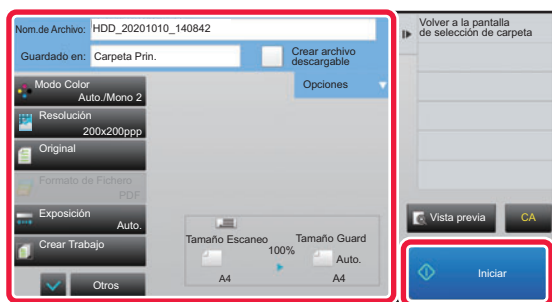 Nom.de Archivo:
HDD_20201010_140842
Guardado en:
Carpeta Prin.
Crear archivo
descargable
Opciones
Modo Color
Auto./Mono 2
Resolución
200x200ppp
Original
Formato de Fichero
PDF
Exposición
Auto.
Crear Trabajo
Otros
Tamaño Escaneo
100%
Tamaño Guard
Auto.
A4
A4
Volver a la pantalla
de selección de carpeta
Vista previa
CA
Iniciar